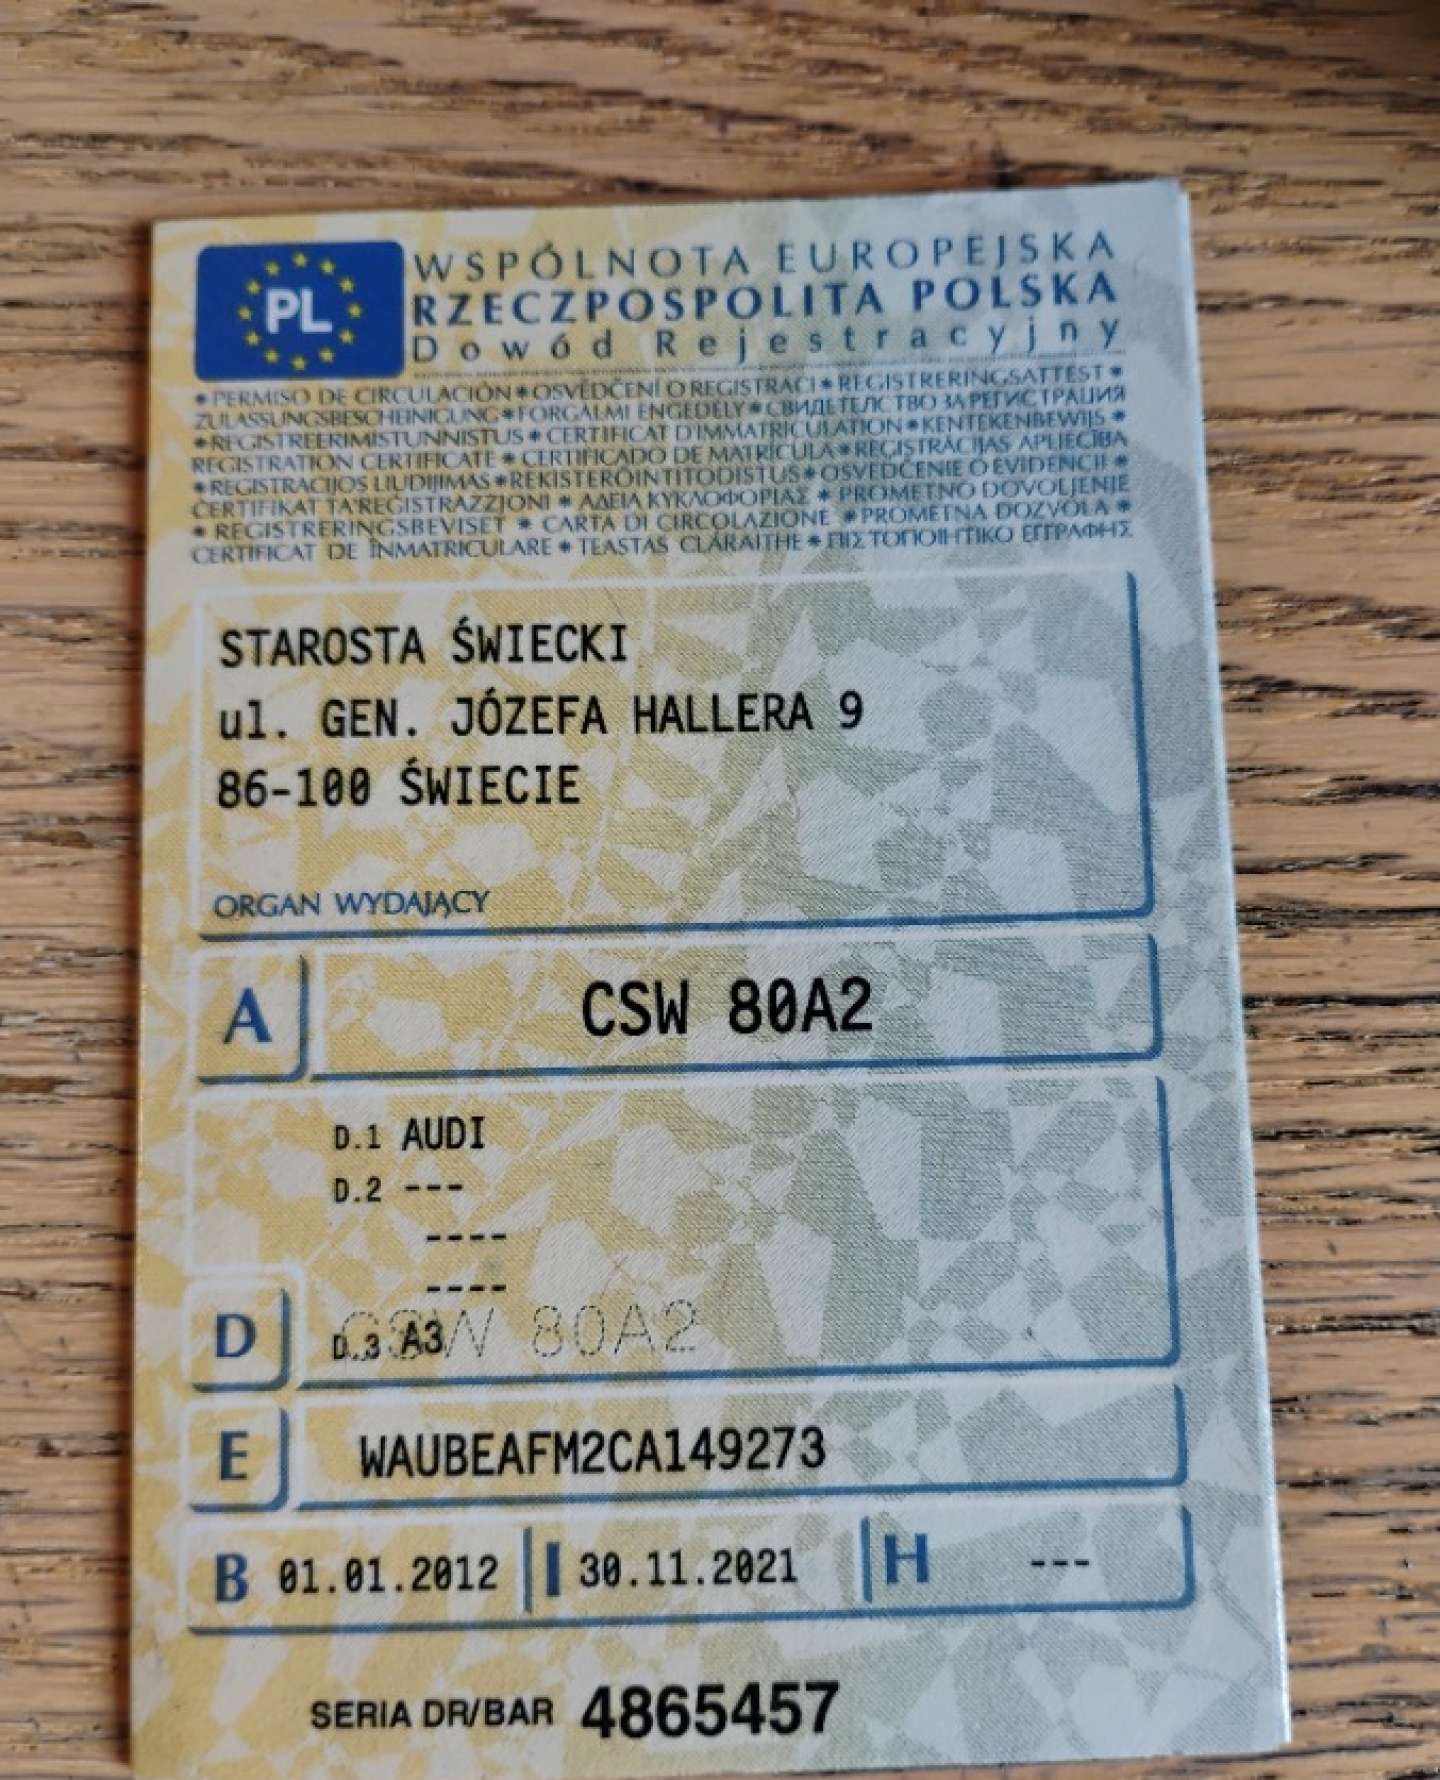 PL
WSPÓLNOTA EUROPEJSKA
RZECZPOSPOLITA POLSKA
Dowód Rejestracyjny
* PERMISO DE CIRCULACIÓN * OSVĚDČENÍ O REGISTRACI * REGISTRERINGSATTEST *
ZULASSUNGSBESCHEINIGUNG * FORGALMI ENGEDÉLY * СВИДЕТЕЛСТВО ЗА РЕГИСТРАЦИЯ
* REGISTREERIMISTUNNISTUS * CERTIFICAT D'IMMATRICULATION * KENTEKENBEWIJS *
REGISTRATION CERTIFICATE * CERTIFICADO DE MATRÍCULA * REĢISTRĀCIJAS APLIECĪBA
* REGISTRACIJOS LIUDIJIMAS * REKISTERÖINTITODISTUS * OSVEDČENIE O EVIDENCII *
ĊERTIFIKAT TA'REĠISTRAZZJONI * ΑΔΕΙΑ ΚΥΚΛΟΦΟΡΙΑΣ * PROMETNO DOVOLJENJE
* REGISTRERINGSBEVISET * CARTA DI CIRCOLAZIONE * PROMETNA DOZVOLA *
CERTIFICAT DE ÎNMATRICULARE * TEASTAS CLÁRAITHE * ΠΙΣΤΟΠΟΙΗΤΙΚΟ ΕΓΓΡΑΦΗΣ
STAROSTA ŚWIECKI
ul. GEN. JÓZEFA HALLERA 9
86-100 ŚWIECIE
ORGAN WYDAJĄCY
A CSW 80A2
D.1 AUDI
D.2 ---
----
----
D D.3 A3
CSW 80A2
E WAUBEAFM2CA149273
B 01.01.2012 I 30.11.2021 H ---
SERIA DR/BAR 4865457